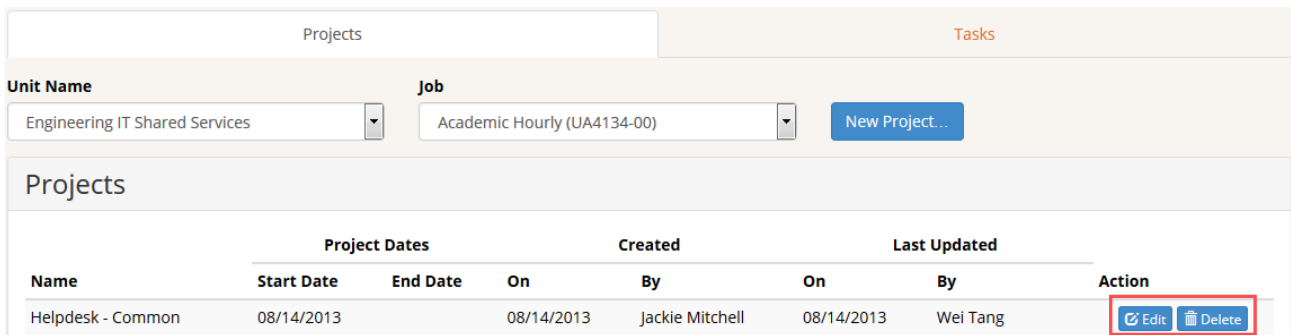 Projects Tasks
Unit Name Job
Engineering IT Shared Services Academic Hourly (UA4134-00) New Project...
Projects
Project Dates Created Last Updated
Name Start Date End Date On By On By Action
Helpdesk - Common 08/14/2013 08/14/2013 Jackie Mitchell 08/14/2013 Wei Tang Edit Delete